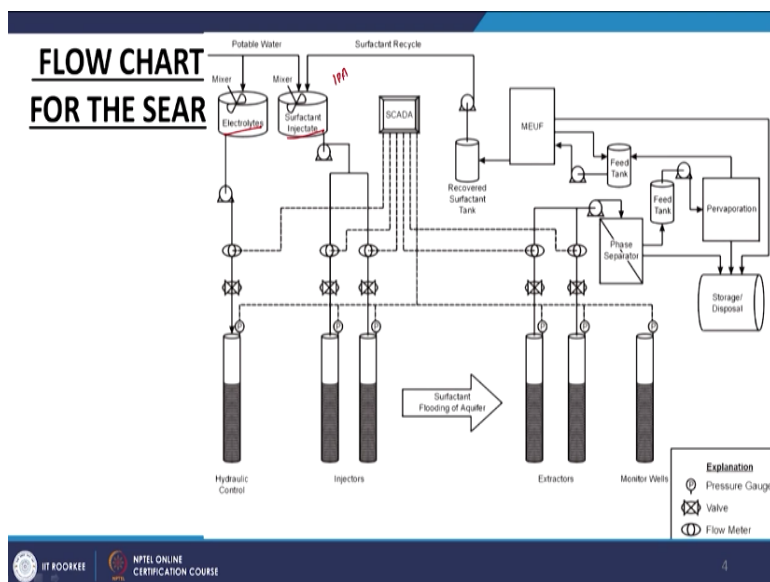 FLOW CHART
FOR THE SEAR
Potable Water
Surfactant Recycle
Mixer
Mixer
IPA
Electrolytes
Surfactant
Injectate
SCADA
MEUF
Feed
Tank
Recovered
Surfactant
Tank
Feed
Tank
Pervaporation
Phase
Separator
Storage/
Disposal
P
P
P
P
P
P
Surfactant
Flooding of Aquifer
Hydraulic
Control
Injectors
Extractors
Monitor Wells
Explanation
P
Pressure Gauge
Valve
Flow Meter
IIT ROORKEE
NPTEL ONLINE
CERTIFICATION COURSE
4